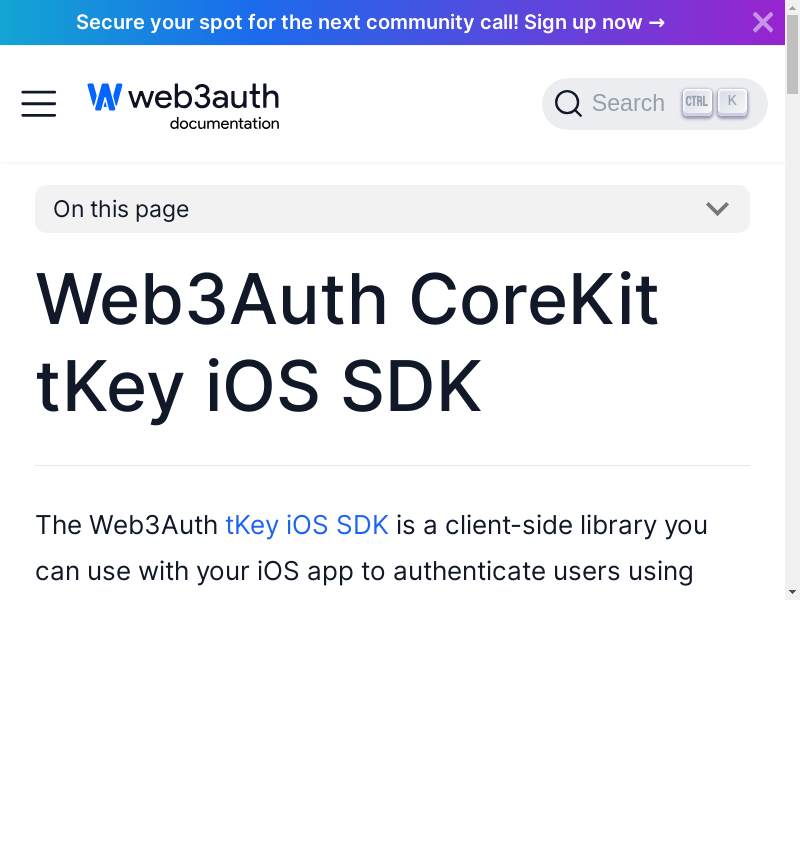 Secure your spot for the next community call! Sign up now →
web3auth
documentation
Search CTRL K
On this page
Web3Auth CoreKit
tKey iOS SDK
The Web3Auth tKey iOS SDK is a client-side library you
can use with your iOS app to authenticate users using